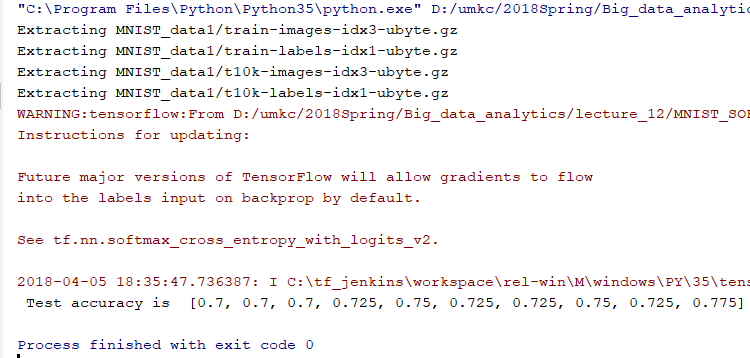 "C:\Program Files\Python\Python35\python.exe" D:/umkc/2018Spring/Big_data_analytic
Extracting MNIST_data1/train-images-idx3-ubyte.gz
Extracting MNIST_data1/train-labels-idx1-ubyte.gz
Extracting MNIST_data1/t10k-images-idx3-ubyte.gz
Extracting MNIST_data1/t10k-labels-idx1-ubyte.gz
WARNING:tensorflow:From D:/umkc/2018Spring/Big_data_analytics/lecture_12/MNIST_SO
Instructions for updating:
Future major versions of TensorFlow will allow gradients to flow
into the labels input on backprop by default.
See tf.nn.softmax_cross_entropy_with_logits_v2.
2018-04-05 18:35:47.736387: I C:\tf_jenkins\workspace\rel-win\M\windows\PY\35\tens
Test accuracy is  [0.7, 0.7, 0.7, 0.725, 0.75, 0.725, 0.725, 0.75, 0.725, 0.775]
Process finished with exit code 0